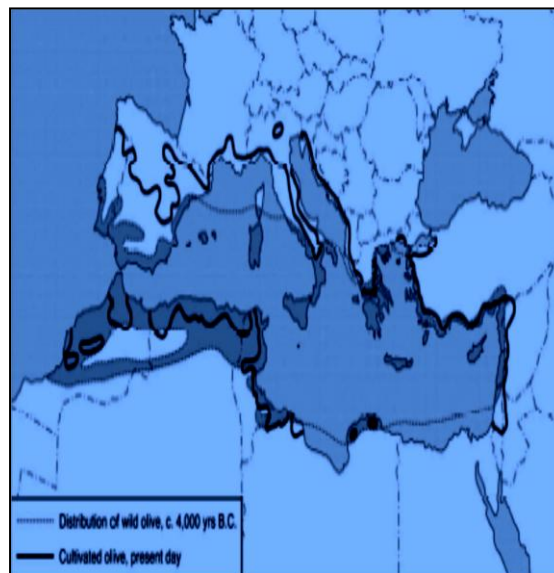 Distribution of wild olive, c. 4,000 yrs B.C.
Cultivated olive, present day